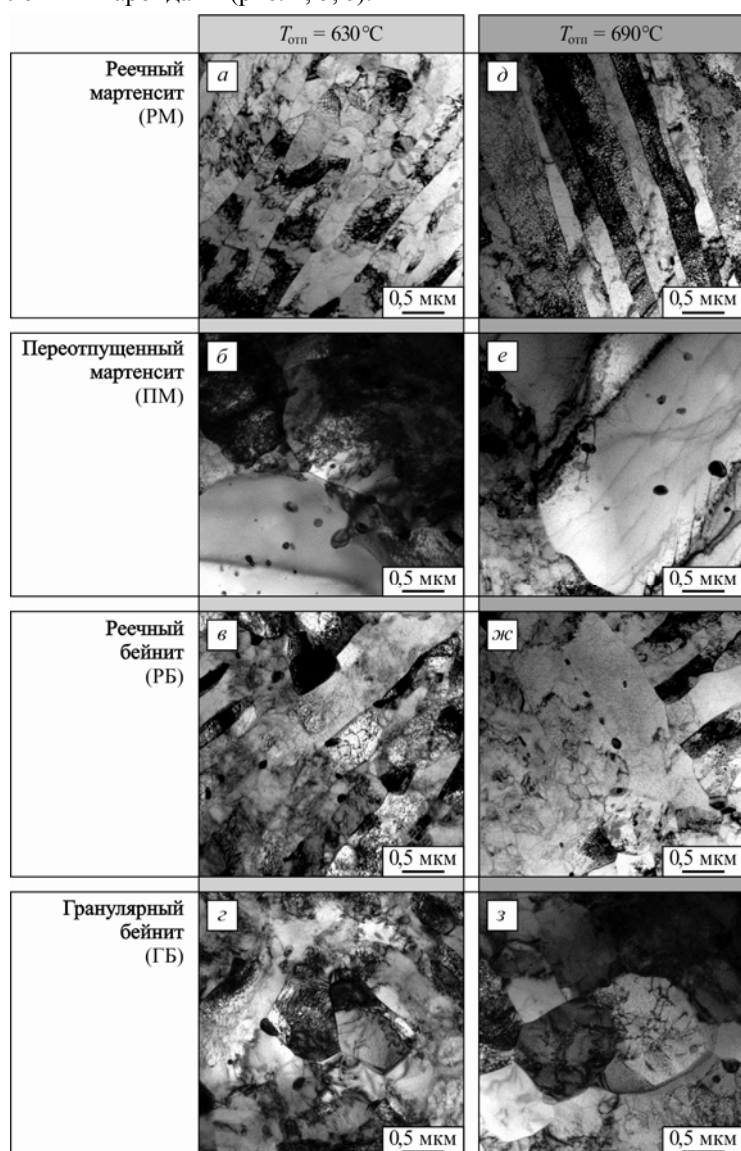 T отп = 630°С
T отп = 690°С
Реечный
мартенсит
(РМ)
а
0,5 мкм
д
0,5 мкм
Переотпущенный
мартенсит
(ПМ)
б
0,5 мкм
е
0,5 мкм
Реечный
бейнит
(РБ)
в
0,5 мкм
ж
0,5 мкм
Гранулярный
бейнит
(ГБ)
г
0,5 мкм
з
0,5 мкм